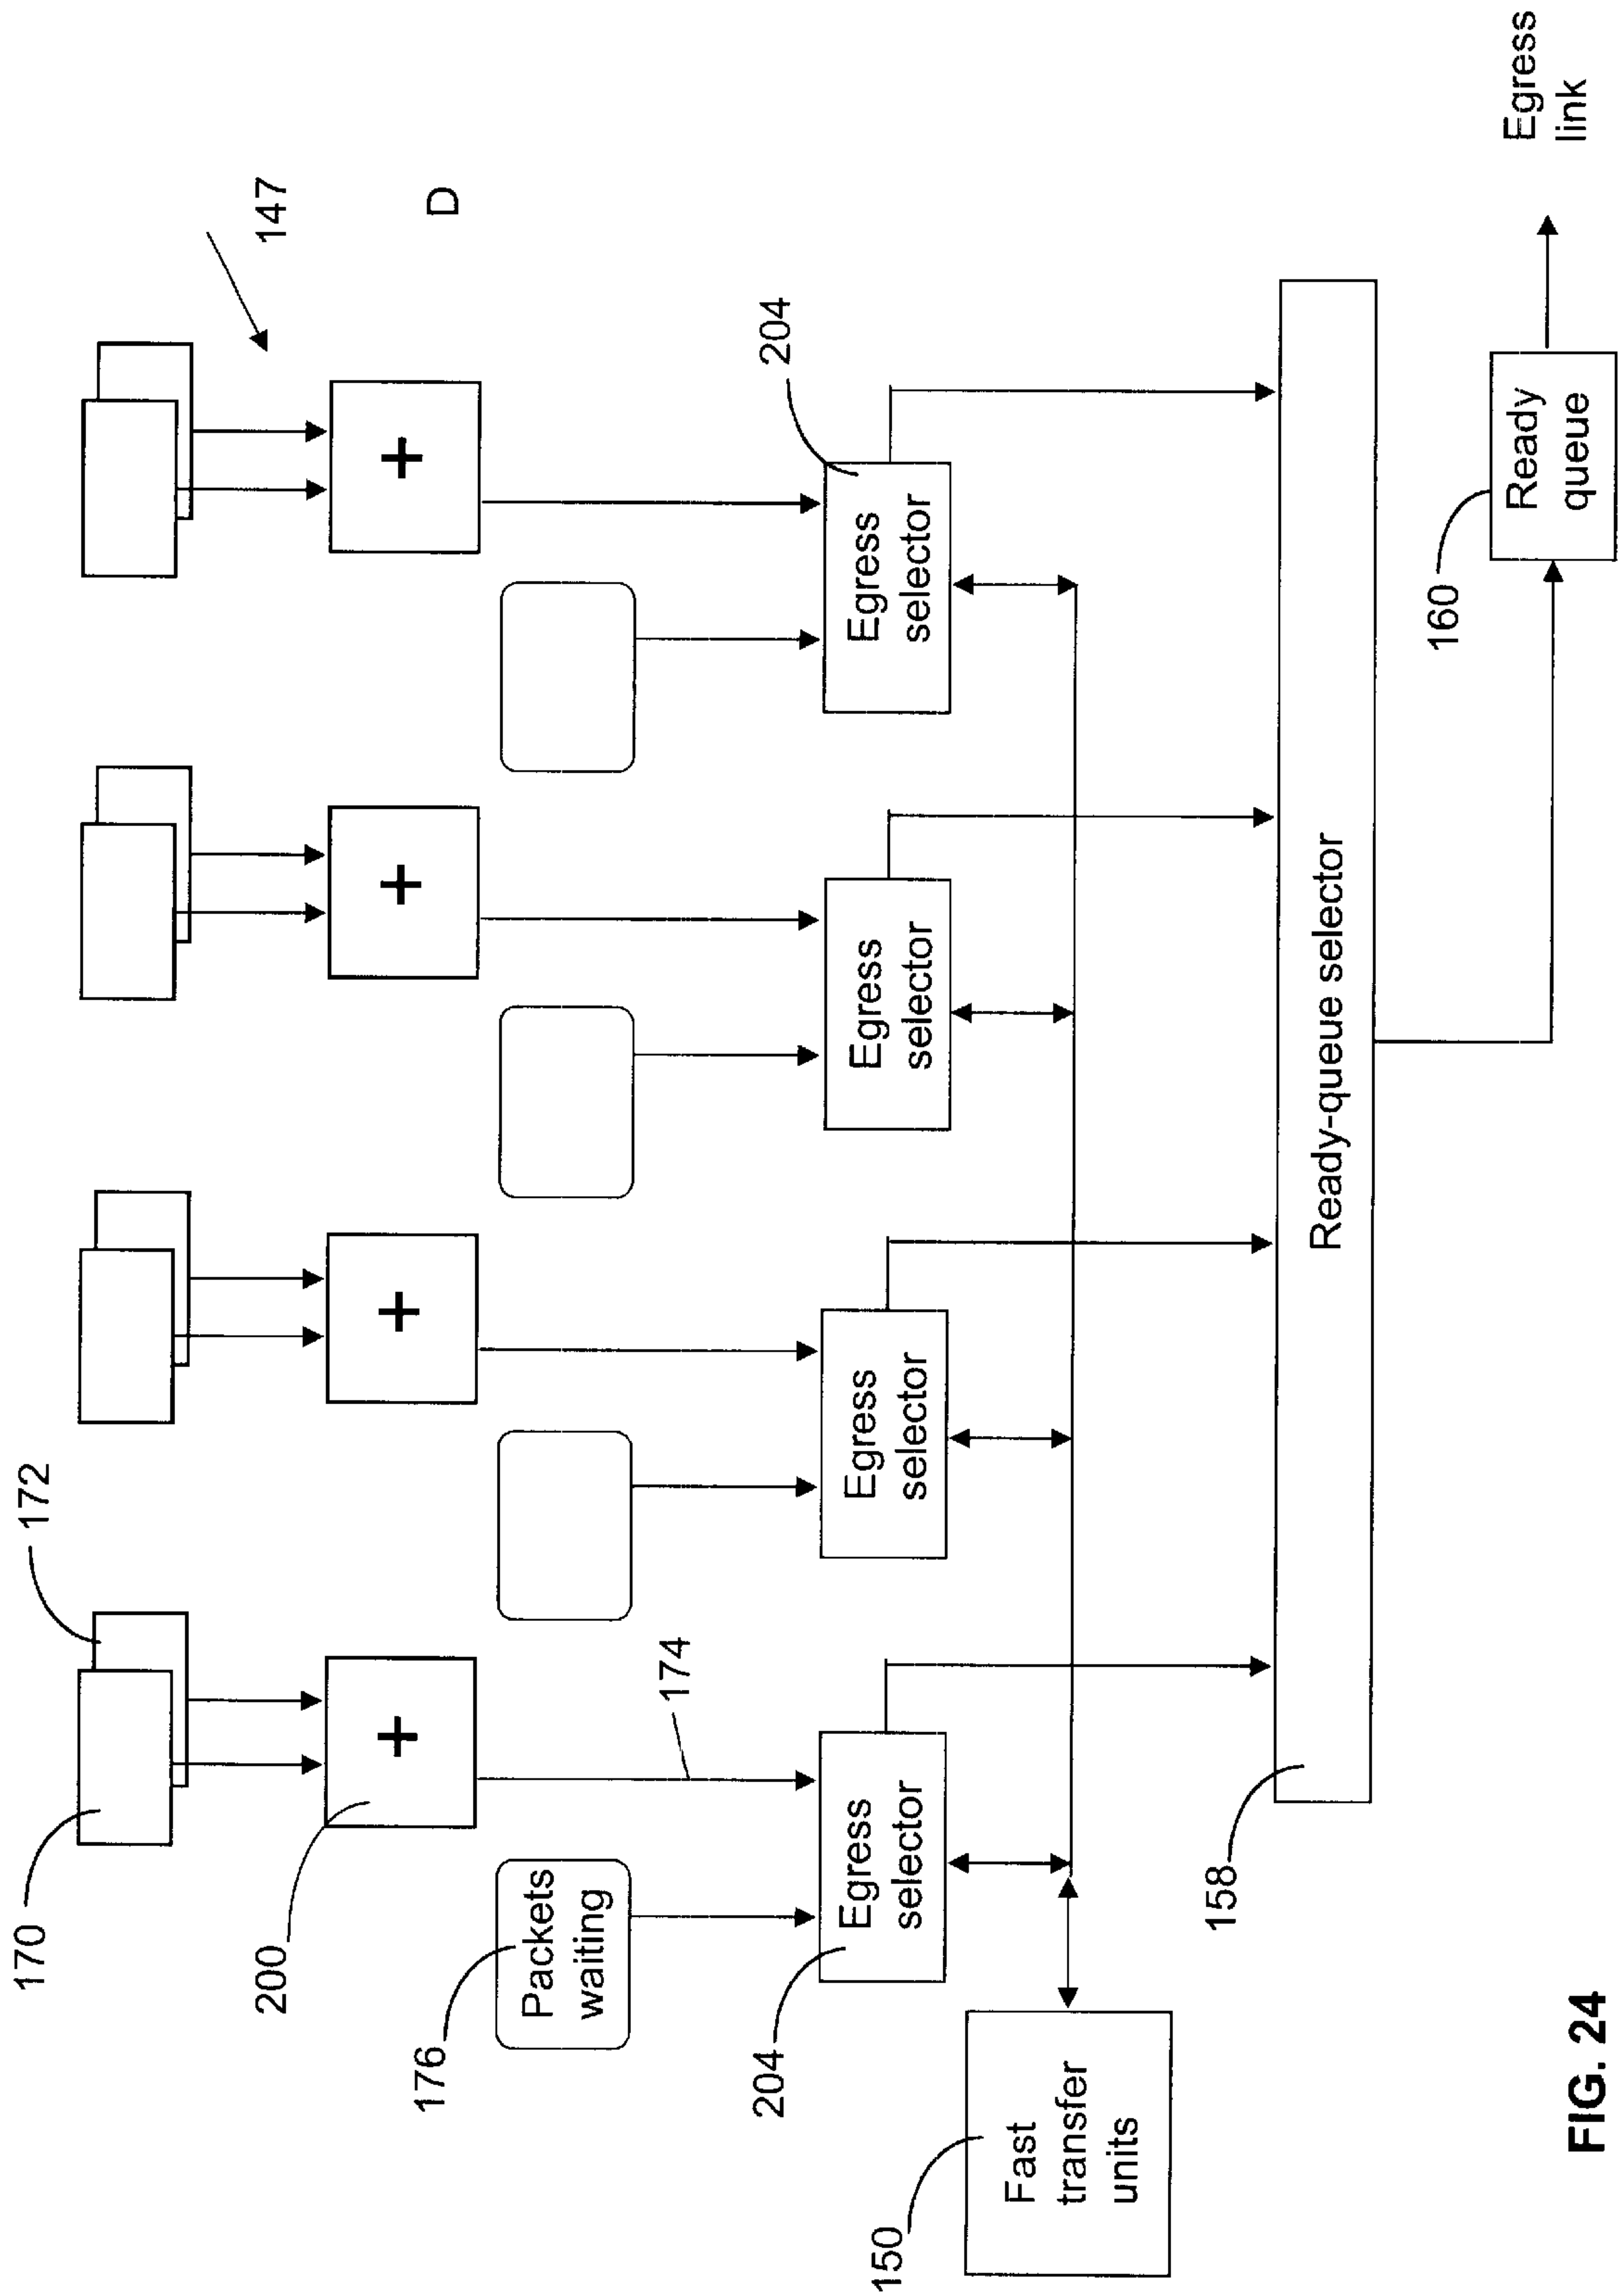 147
D
170
172
+
+
+
+
200
174
176
Packets
waiting
204
204
Egress
selector
Egress
selector
Egress
selector
Egress
selector
150
Fast
transfer
units
158
Ready-queue selector
160
Ready
queue
Egress
link
FIG. 24